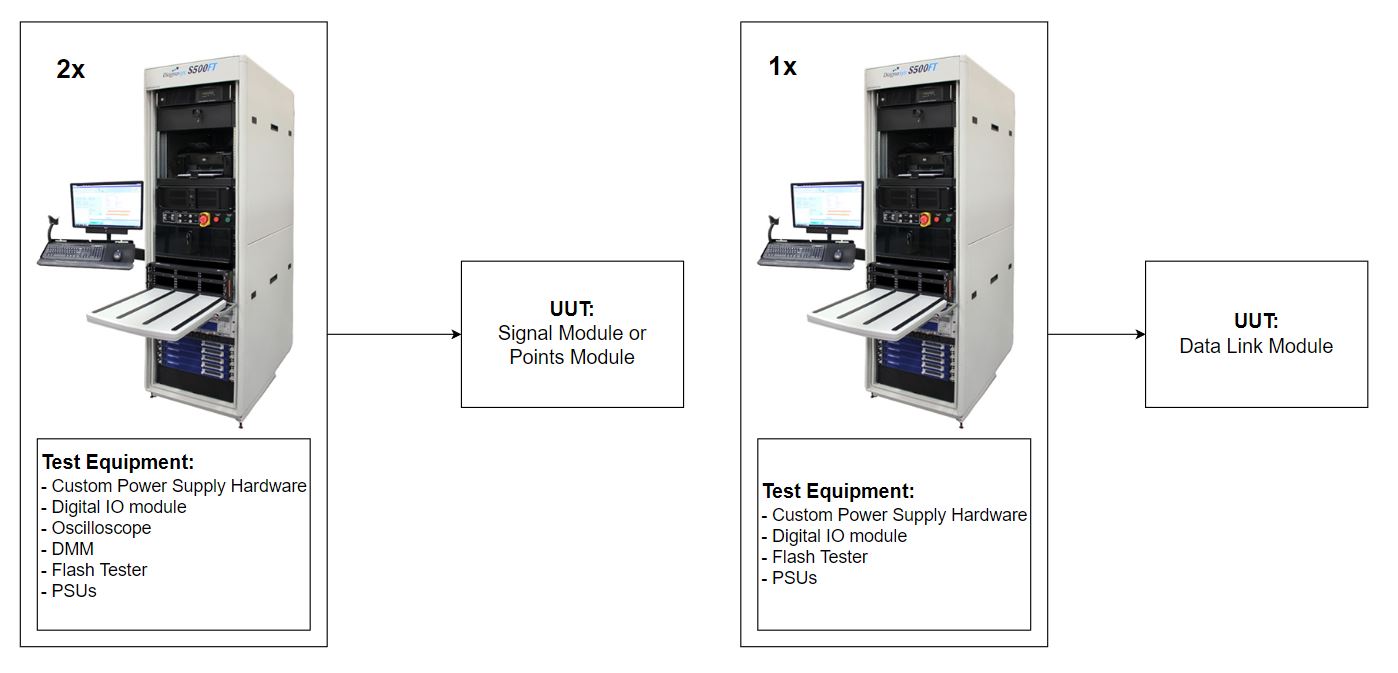 2x
Diagnosys S500FT
UUT:
Signal Module or
Points Module
Test Equipment:
- Custom Power Supply Hardware
- Digital IO module
- Oscilloscope
- DMM
- Flash Tester
- PSUs
1x
Diagnosys S500FT
UUT:
Data Link Module
Test Equipment:
- Custom Power Supply Hardware
- Digital IO module
- Flash Tester
- PSUs